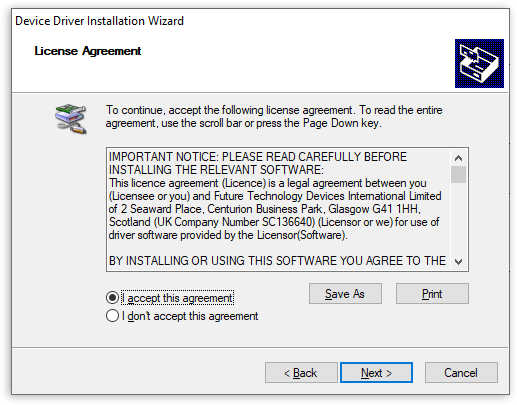 Device Driver Installation Wizard
License Agreement
To continue, accept the following license agreement. To read the entire
agreement, use the scroll bar or press the Page Down key.
IMPORTANT NOTICE: PLEASE READ CAREFULLY BEFORE
INSTALLING THE RELEVANT SOFTWARE:
This licence agreement (Licence) is a legal agreement between you
(Licensee or you) and Future Technology Devices International Limited
of 2 Seaward Place, Centurion Business Park, Glasgow G41 1HH,
Scotland (UK Company Number SC136640) (Licensor or we) for use of
driver software provided by the Licensor(Software).
BY INSTALLING OR USING THIS SOFTWARE YOU AGREE TO THE
I accept this agreement
Save As
Print
I don't accept this agreement
< Back
Next >
Cancel